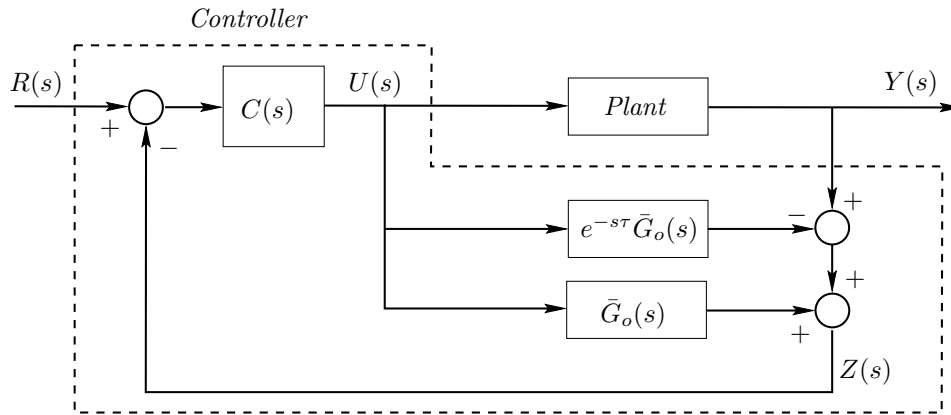 Controller
R(s)
U(s)
Y(s)
C(s)
Plant
+
−
+
−
e^{-sτ} Ḡ_o(s)
+
Ḡ_o(s)
+
Z(s)